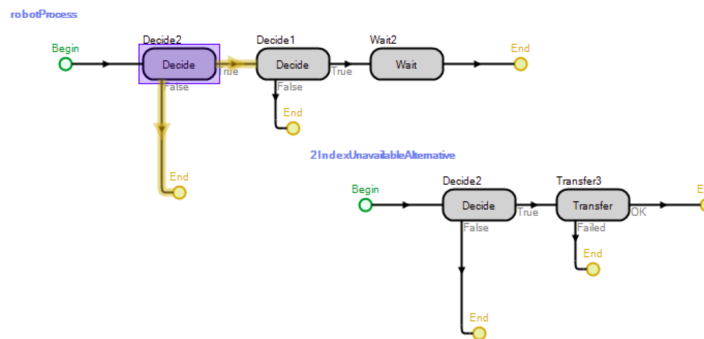 robotProcess
Decide2
Decide1
Wait2
Begin
End
Decide
Decide
Wait
True
True
False
False
End
End
2IndexUnavailableAlternative
Decide2
Transfer3
Begin
E
Decide
Transfer
True
OK
False
Failed
End
End